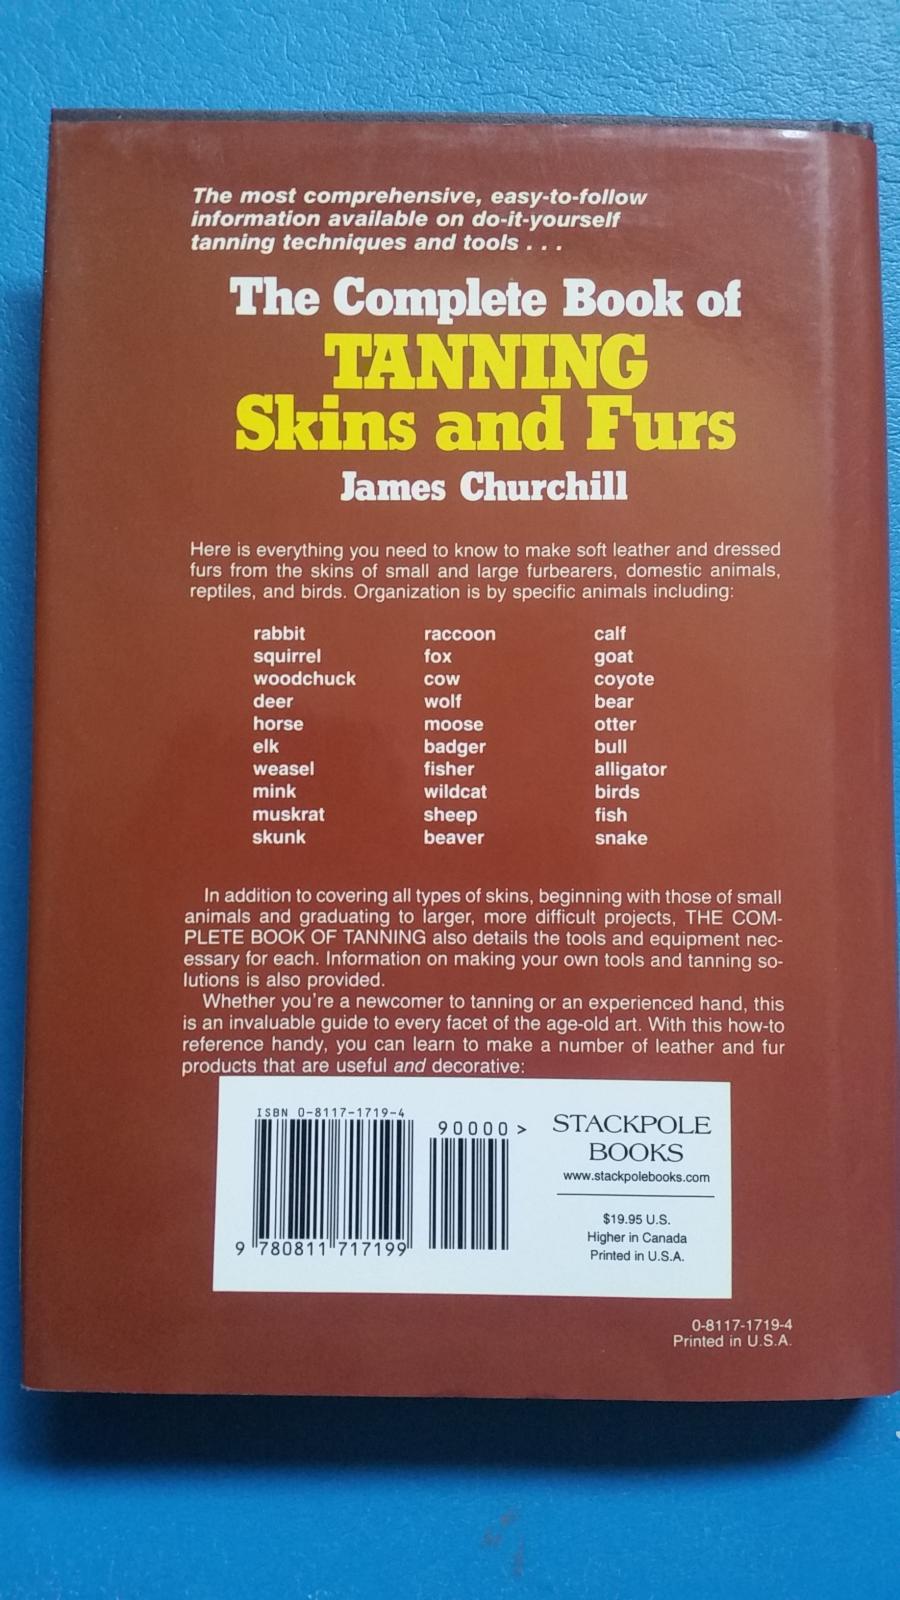 The most comprehensive, easy-to-follow
information available on do-it-yourself
tanning techniques and tools . . .
The Complete Book of
TANNING
Skins and Furs
James Churchill
Here is everything you need to know to make soft leather and dressed
furs from the skins of small and large furbearers, domestic animals,
reptiles, and birds. Organization is by specific animals including:
rabbit raccoon calf
squirrel fox goat
woodchuck cow coyote
deer wolf bear
horse moose otter
elk badger bull
weasel fisher alligator
mink wildcat birds
muskrat sheep fish
skunk beaver snake
In addition to covering all types of skins, beginning with those of small
animals and graduating to larger, more difficult projects, THE COM-
PLETE BOOK OF TANNING also details the tools and equipment nec-
essary for each. Information on making your own tools and tanning so-
lutions is also provided.
Whether you're a newcomer to tanning or an experienced hand, this
is an invaluable guide to every facet of the age-old art. With this how-to
reference handy, you can learn to make a number of leather and fur
products that are useful and decorative:
ISBN 0-8117-1719-4
90000 >
9 780811 717199
STACKPOLE
BOOKS
www.stackpolebooks.com
$19.95 U.S.
Higher in Canada
Printed in U.S.A.
0-8117-1719-4
Printed in U.S.A.